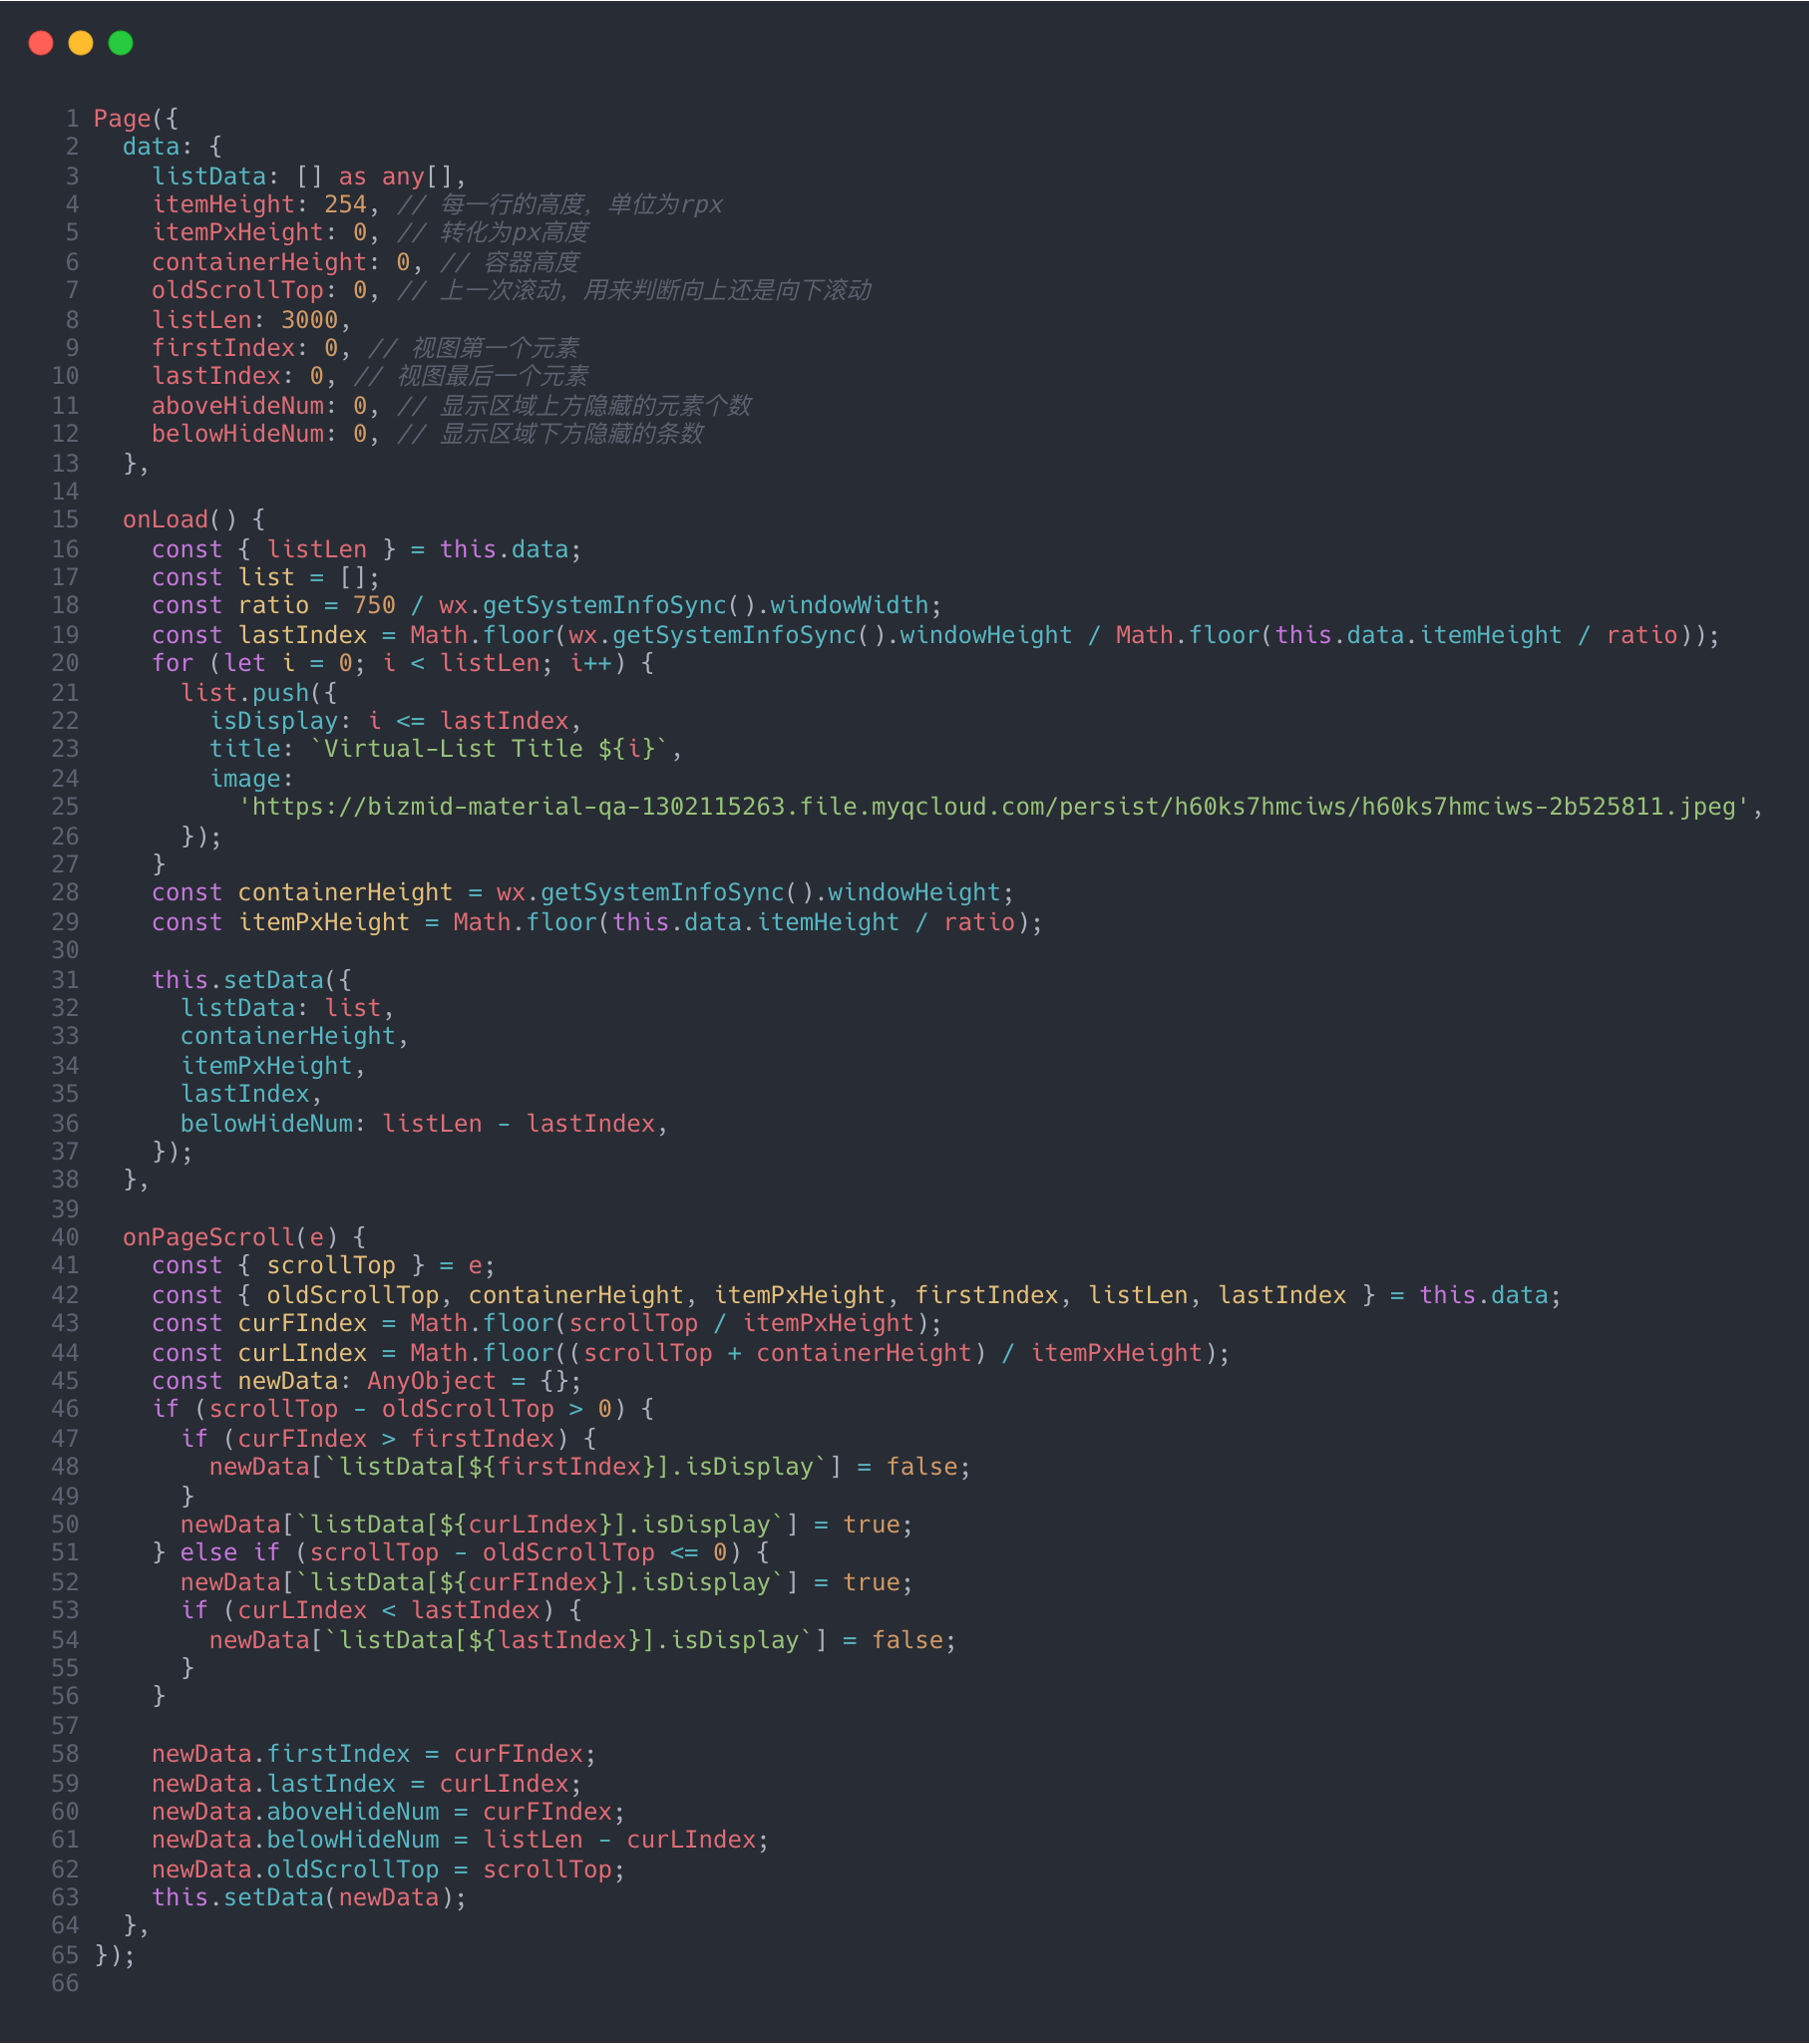 1 Page({
2   data: {
3     listData: [] as any[],
4     itemHeight: 254, // 每一行的高度, 单位为rpx
5     itemPxHeight: 0, // 转化为px高度
6     containerHeight: 0, // 容器高度
7     oldScrollTop: 0, // 上一次滚动, 用来判断向上还是向下滚动
8     listLen: 3000,
9     firstIndex: 0, // 视图第一个元素
10     lastIndex: 0, // 视图最后一个元素
11     aboveHideNum: 0, // 显示区域上方隐藏的元素个数
12     belowHideNum: 0, // 显示区域下方隐藏的条数
13   },
14
15   onLoad() {
16     const { listLen } = this.data;
17     const list = [];
18     const ratio = 750 / wx.getSystemInfoSync().windowWidth;
19     const lastIndex = Math.floor(wx.getSystemInfoSync().windowHeight / Math.floor(this.data.itemHeight / ratio));
20     for (let i = 0; i < listLen; i++) {
21       list.push({
22         isDisplay: i <= lastIndex,
23         title: `Virtual-List Title ${i}`,
24         image:
25           'https://bizmid-material-qa-1302115263.file.myqcloud.com/persist/h60ks7hmciws/h60ks7hmciws-2b525811.jpeg',
26       });
27     }
28     const containerHeight = wx.getSystemInfoSync().windowHeight;
29     const itemPxHeight = Math.floor(this.data.itemHeight / ratio);
30
31     this.setData({
32       listData: list,
33       containerHeight,
34       itemPxHeight,
35       lastIndex,
36       belowHideNum: listLen - lastIndex,
37     });
38   },
39
40   onPageScroll(e) {
41     const { scrollTop } = e;
42     const { oldScrollTop, containerHeight, itemPxHeight, firstIndex, listLen, lastIndex } = this.data;
43     const curFIndex = Math.floor(scrollTop / itemPxHeight);
44     const curLIndex = Math.floor((scrollTop + containerHeight) / itemPxHeight);
45     const newData: AnyObject = {};
46     if (scrollTop - oldScrollTop > 0) {
47       if (curFIndex > firstIndex) {
48         newData[`listData[${firstIndex}].isDisplay`] = false;
49       }
50       newData[`listData[${curLIndex}].isDisplay`] = true;
51     } else if (scrollTop - oldScrollTop <= 0) {
52       newData[`listData[${curFIndex}].isDisplay`] = true;
53       if (curLIndex < lastIndex) {
54         newData[`listData[${lastIndex}].isDisplay`] = false;
55       }
56     }
57
58     newData.firstIndex = curFIndex;
59     newData.lastIndex = curLIndex;
60     newData.aboveHideNum = curFIndex;
61     newData.belowHideNum = listLen - curLIndex;
62     newData.oldScrollTop = scrollTop;
63     this.setData(newData);
64   },
65 });
66